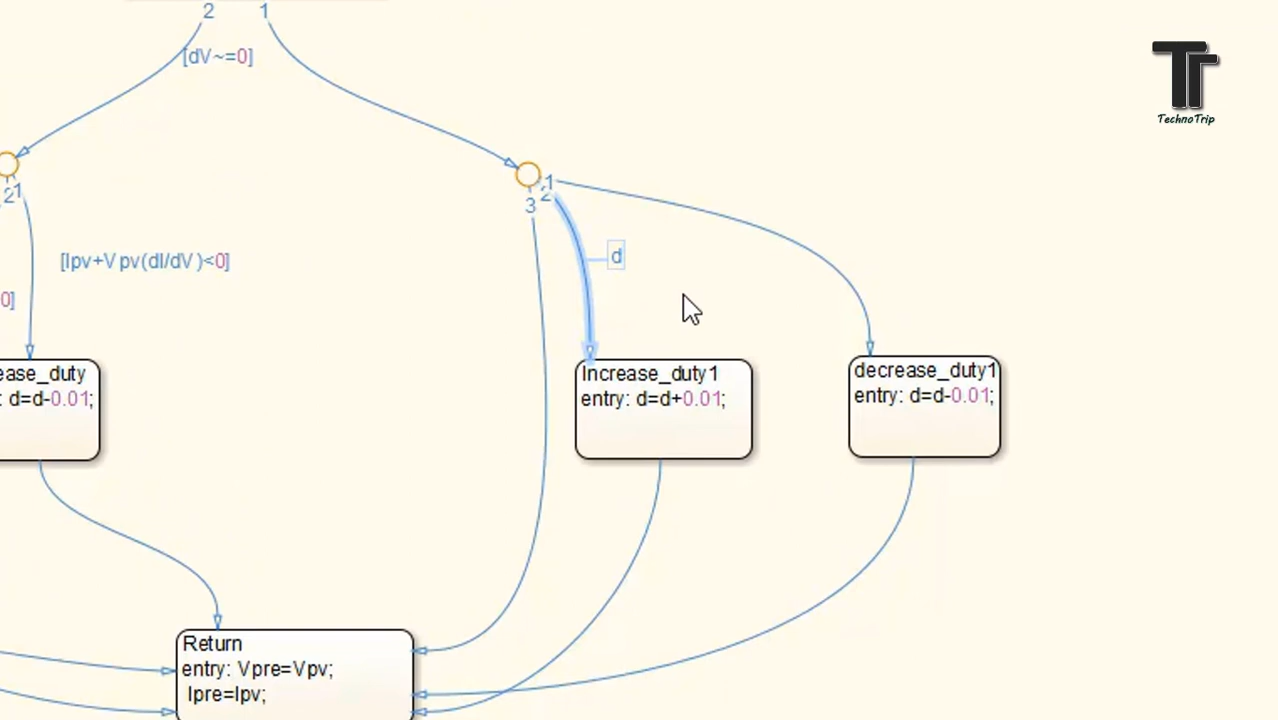 2 1
[dV~=0]
TechnoTrip
1
2
1
2
3
d
[Ipv+Vpv(dI/dV)<0]
0]
ease_duty
: d=d-0.01;
Increase_duty1
entry: d=d+0.01;
decrease_duty1
entry: d=d-0.01;
Return
entry: Vpre=Vpv;
Ipre=Ipv;